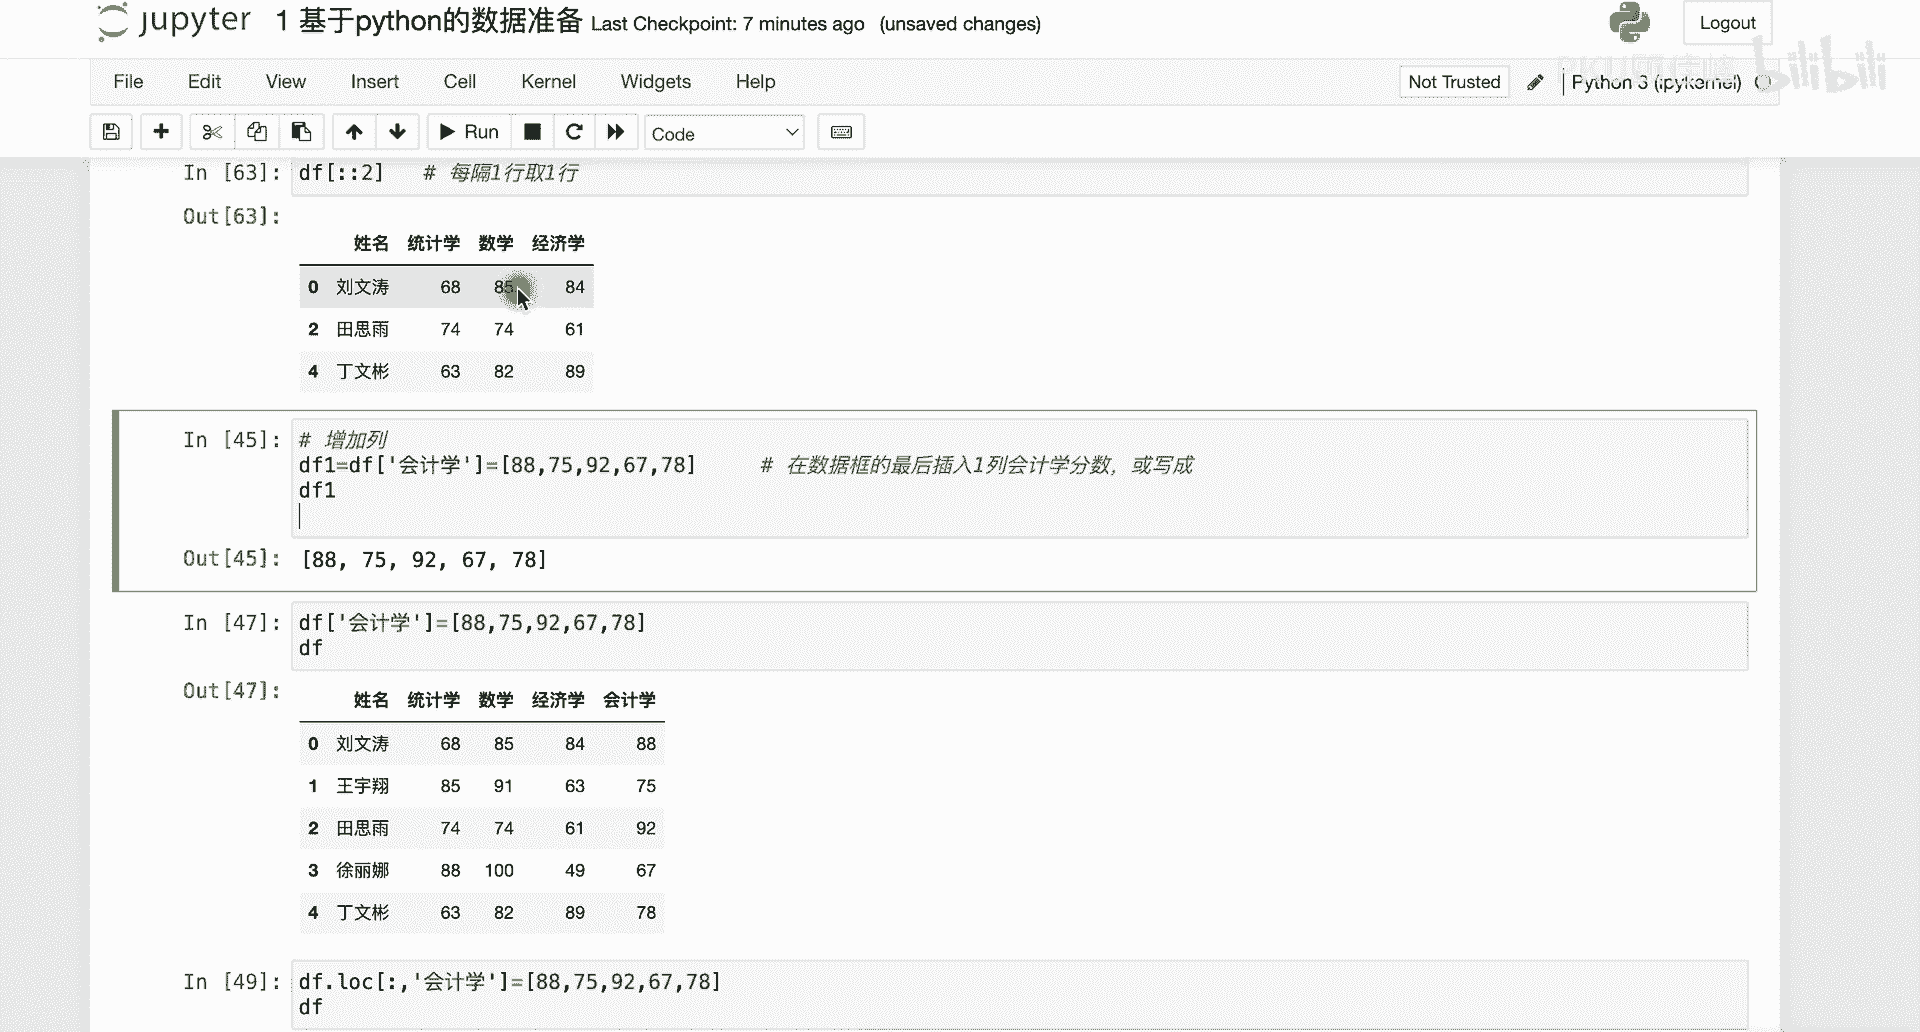 jupyter 1 基于python的数据准备 Last Checkpoint: 7 minutes ago (unsaved changes)
Logout
bilibili
File Edit View Insert Cell Kernel Widgets Help
Not Trusted Python 3 (ipykernel)
Run Code
In [63]: df[::2] # 每隔1行取1行
Out[63]:
姓名 统计学 数学 经济学
0 刘文涛 68 85 84
2 田思雨 74 74 61
4 丁文彬 63 82 89
In [45]: # 增加列
df1=df['会计学']=[88,75,92,67,78] # 在数据框的最后插入1列会计学分数，或写成
df1
Out[45]: [88, 75, 92, 67, 78]
In [47]: df['会计学']=[88,75,92,67,78]
df
Out[47]:
姓名 统计学 数学 经济学 会计学
0 刘文涛 68 85 84 88
1 王宇翔 85 91 63 75
2 田思雨 74 74 61 92
3 徐丽娜 88 100 49 67
4 丁文彬 63 82 89 78
In [49]: df.loc[:,'会计学']=[88,75,92,67,78]
df